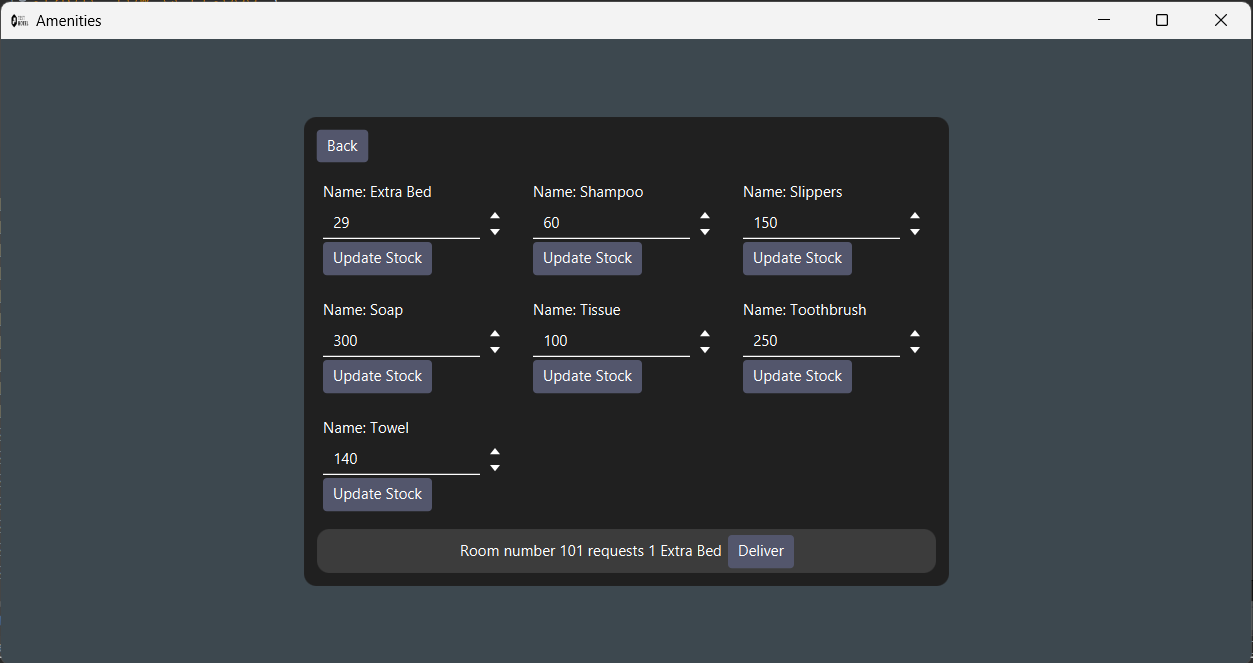 Amenities
Back
Name: Extra Bed
Name: Shampoo
Name: Slippers
29
60
150
Update Stock
Update Stock
Update Stock
Name: Soap
Name: Tissue
Name: Toothbrush
300
100
250
Update Stock
Update Stock
Update Stock
Name: Towel
140
Update Stock
Room number 101 requests 1 Extra Bed
Deliver